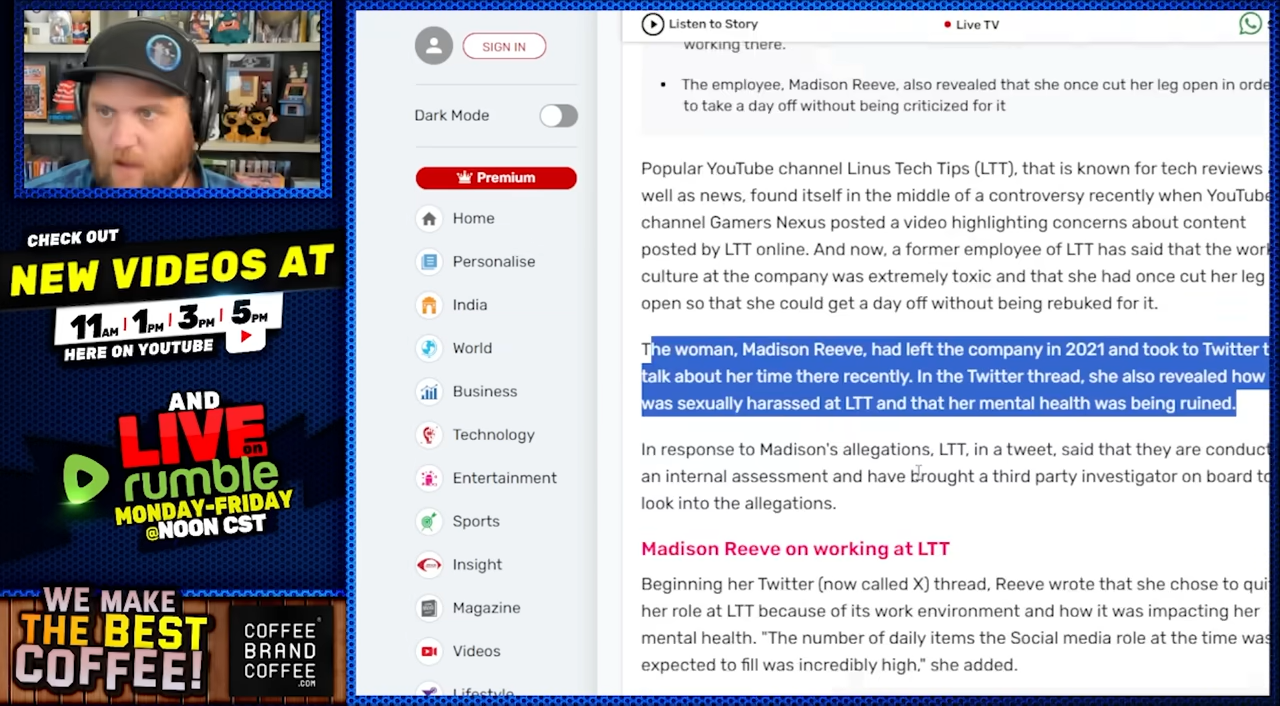 CHECK OUT
NEW VIDEOS AT
11AM | 1PM | 3PM | 5PM
HERE ON YOUTUBE
AND
LIVE on
rumble
MONDAY-FRIDAY
@NOON CST
WE MAKE
THE BEST
COFFEE!
COFFEE
BRAND
COFFEE
.COM
SIGN IN
Dark Mode
Premium
Home
Personalise
India
World
Business
Technology
Entertainment
Sports
Insight
Magazine
Videos
Lifestyle
Listen to Story
Live TV
working there.
• The employee, Madison Reeve, also revealed that she once cut her leg open in orde
to take a day off without being criticized for it
Popular YouTube channel Linus Tech Tips (LTT), that is known for tech reviews
well as news, found itself in the middle of a controversy recently when YouTube
channel Gamers Nexus posted a video highlighting concerns about content
posted by LTT online. And now, a former employee of LTT has said that the wor
culture at the company was extremely toxic and that she had once cut her leg
open so that she could get a day off without being rebuked for it.
The woman, Madison Reeve, had left the company in 2021 and took to Twitter t
talk about her time there recently. In the Twitter thread, she also revealed how
was sexually harassed at LTT and that her mental health was being ruined.
In response to Madison's allegations, LTT, in a tweet, said that they are conduct
an internal assessment and have brought a third party investigator on board to
look into the allegations.
Madison Reeve on working at LTT
Beginning her Twitter (now called X) thread, Reeve wrote that she chose to qui
her role at LTT because of its work environment and how it was impacting her
mental health. "The number of daily items the Social media role at the time was
expected to fill was incredibly high," she added.